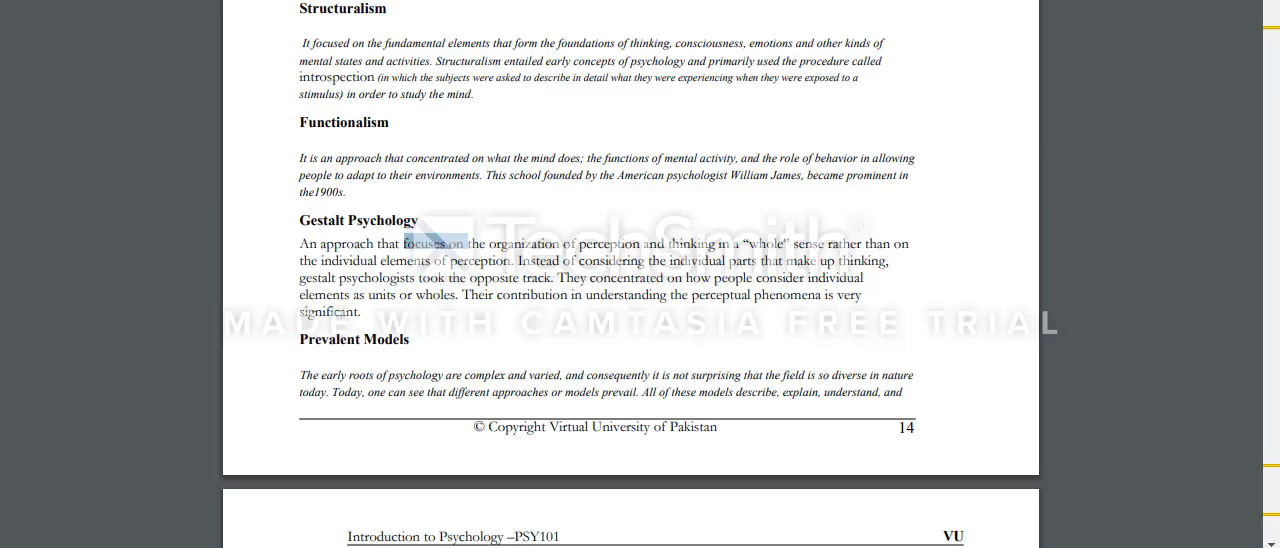 Structuralism
It focused on the fundamental elements that form the foundations of thinking, consciousness, emotions and other kinds of
mental states and activities. Structuralism entailed early concepts of psychology and primarily used the procedure called
introspection (in which the subjects were asked to describe in detail what they were experiencing when they were exposed to a
stimulus) in order to study the mind.
Functionalism
It is an approach that concentrated on what the mind does; the functions of mental activity, and the role of behavior in allowing
people to adapt to their environments. This school founded by the American psychologist William James, became prominent in
the1900s.
Gestalt Psychology
An approach that focuses on the organization of perception and thinking in a “whole” sense rather than on
the individual elements of perception. Instead of considering the individual parts that make up thinking,
gestalt psychologists took the opposite track. They concentrated on how people consider individual
elements as units or wholes. Their contribution in understanding the perceptual phenomena is very
significant.
TechSmith®
MADE WITH CAMTASIA FREE TRIAL
Prevalent Models
The early roots of psychology are complex and varied, and consequently it is not surprising that the field is so diverse in nature
today. Today, one can see that different approaches or models prevail. All of these models describe, explain, understand, and
© Copyright Virtual University of Pakistan 14
Introduction to Psychology –PSY101 VU